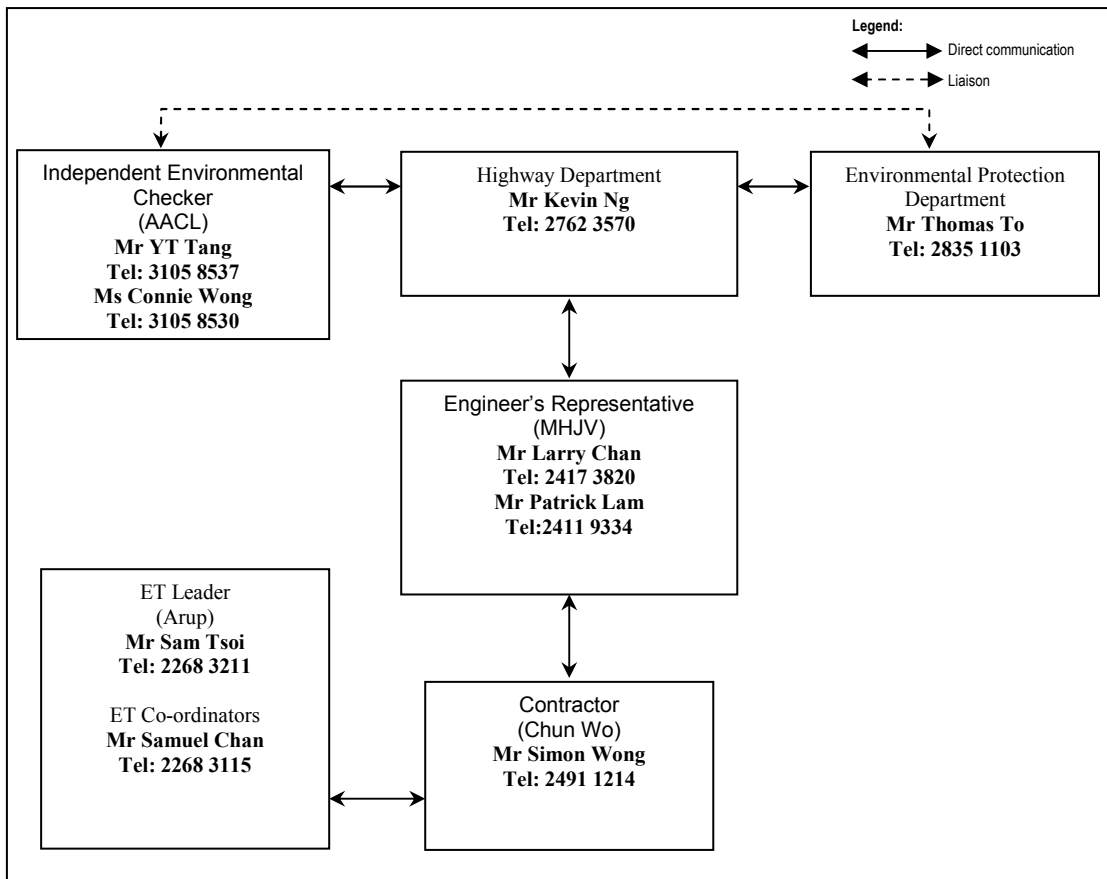 Legend:
Direct communication
Liaison
Independent Environmental
Checker
(AACL)
Mr YT Tang
Tel: 3105 8537
Ms Connie Wong
Tel: 3105 8530
Highway Department
Mr Kevin Ng
Tel: 2762 3570
Environmental Protection
Department
Mr Thomas To
Tel: 2835 1103
Engineer’s Representative
(MHJV)
Mr Larry Chan
Tel: 2417 3820
Mr Patrick Lam
Tel:2411 9334
ET Leader
(Arup)
Mr Sam Tsoi
Tel: 2268 3211
ET Co-ordinators
Mr Samuel Chan
Tel: 2268 3115
Contractor
(Chun Wo)
Mr Simon Wong
Tel: 2491 1214